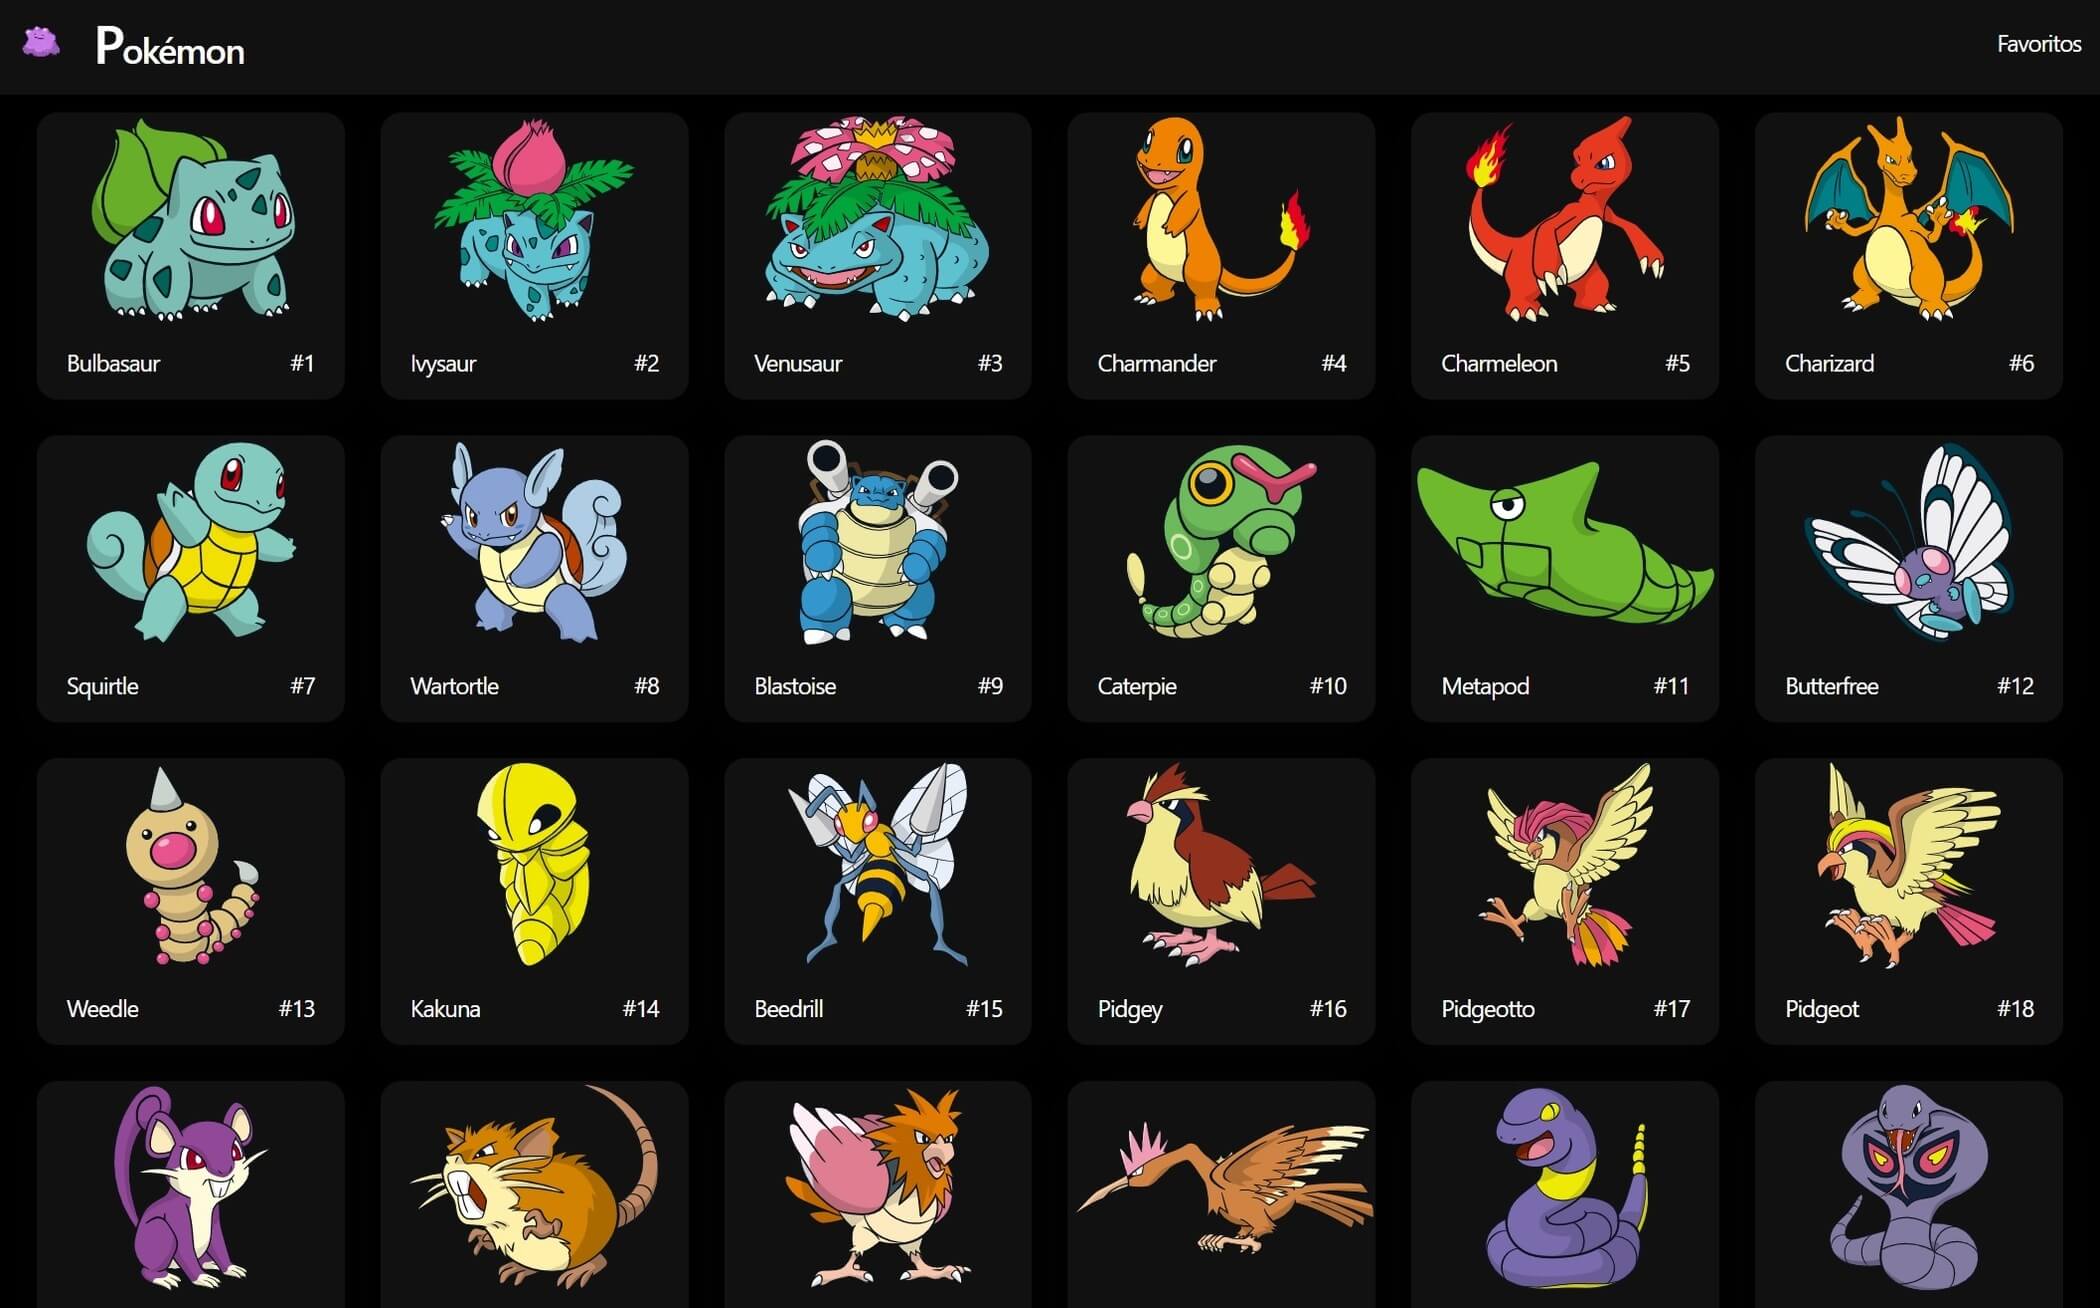 Pokémon
Favoritos
Bulbasaur #1
Ivysaur #2
Venusaur #3
Charmander #4
Charmeleon #5
Charizard #6
Squirtle #7
Wartortle #8
Blastoise #9
Caterpie #10
Metapod #11
Butterfree #12
Weedle #13
Kakuna #14
Beedrill #15
Pidgey #16
Pidgeotto #17
Pidgeot #18